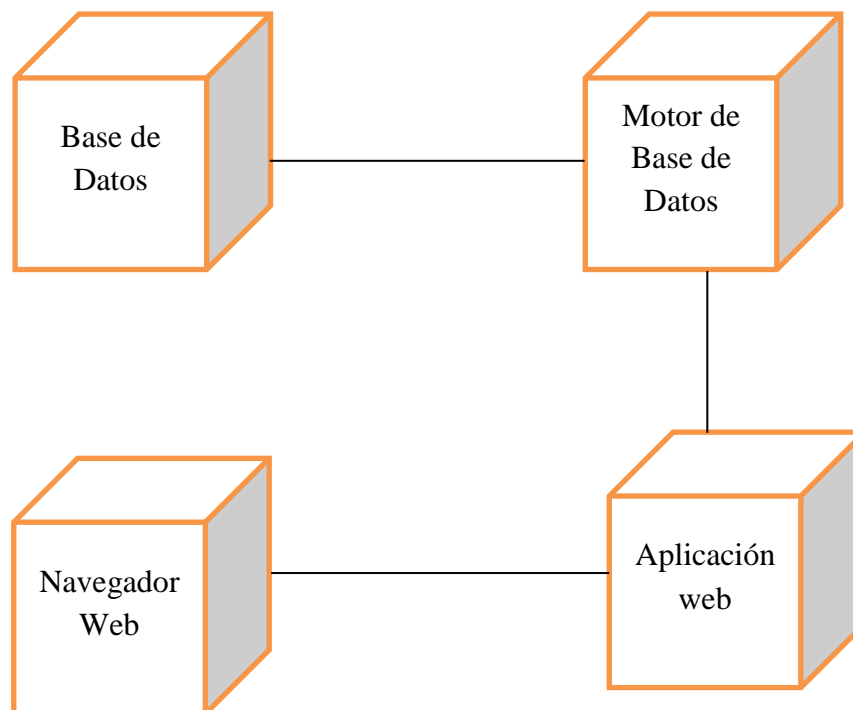 Base de
Datos
Motor de
Base de
Datos
Navegador
Web
Aplicación
web